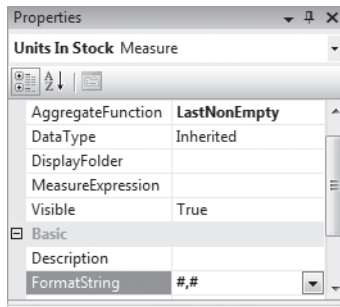 Properties
Units In Stock Measure
A Z
AggregateFunction LastNonEmpty
DataType Inherited
DisplayFolder
MeasureExpression
Visible True
Basic
Description
FormatString #,#